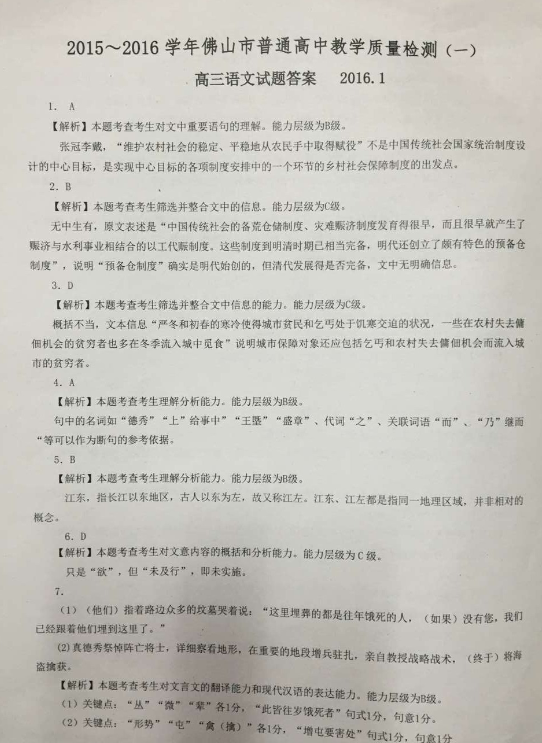 2015～2016 学年佛山市普通高中教学质量检测（一）
高三语文试题答案 2016.1
1. A
【解析】本题考查考生对文中重要语句的理解。能力层级为B级。
张冠李戴，“维护农村社会的稳定、平稳地从农民手中取得赋役”不是中国传统社会国家统治制度设
计的中心目标，是实现中心目标的各项制度安排中的一个环节的乡村社会保障制度的出发点。
2. B
【解析】本题考查考生筛选并整合文中的信息。能力层级为C级。
无中生有，原文表述是“中国传统社会的备荒仓储制度、灾难赈济制度发育得很早，而且很早就产生了
赈济与水利事业相结合的以工代赈制度。这些制度到明清时期已相当完备，明代还创立了颇有特色的预备仓
制度”，说明“预备仓制度”确实是明代始创的，但清代发展得是否完备，文中无明确信息。
3. D
【解析】本题考查考生筛选并整合文中信息的能力。能力层级为C级。
概括不当，文本信息“严冬和初春的寒冷使得城市贫民和乞丐处于饥寒交迫的状况，一些在农村失去傭
佃机会的贫穷者也多在冬季流入城中觅食”说明城市保障对象还应包括乞丐和农村失去傭佃机会而流入城
市的贫穷者。
4. A
【解析】本题考查考生理解分析能力。能力层级为B级。
句中的名词如“德秀”“上”给事中”“王塈”“盛章”、代词“之”、关联词语“而”、“乃”继而
“等可以作为断句的参考依据。
5. B
【解析】本题考查考生理解分析能力。能力层级为B级。
江东，指长江以东地区，古人以东为左，故又称江左。江东、江左都是指同一地理区域，并非相对的
概念。
6. D
【解析】本题考查考生对文意内容的概括和分析能力。能力层级为 C 级。
只是“欲”，但“未及行”，即未实施。
7.
（1）（他们）指着路边众多的坟墓哭着说：“这里埋葬的都是往年饿死的人，（如果）没有您，我们
已经跟着他们埋到这里了。”
(2)真德秀祭悼阵亡将士，详细察看地形，在重要的地段增兵驻扎，亲自教授战略战术，（终于）将海
盗擒获。
【解析】本题考查考生对文言文的翻译能力和现代汉语的表达能力。能力层级为B级。
（1）关键点：“丛”“微”“辈”各1分，“此皆往岁饿死者”句式1分，句意1分。
（2）关键点：“形势”“屯”“禽（擒）”各1分，“增屯要害处”句式1分，句意1分